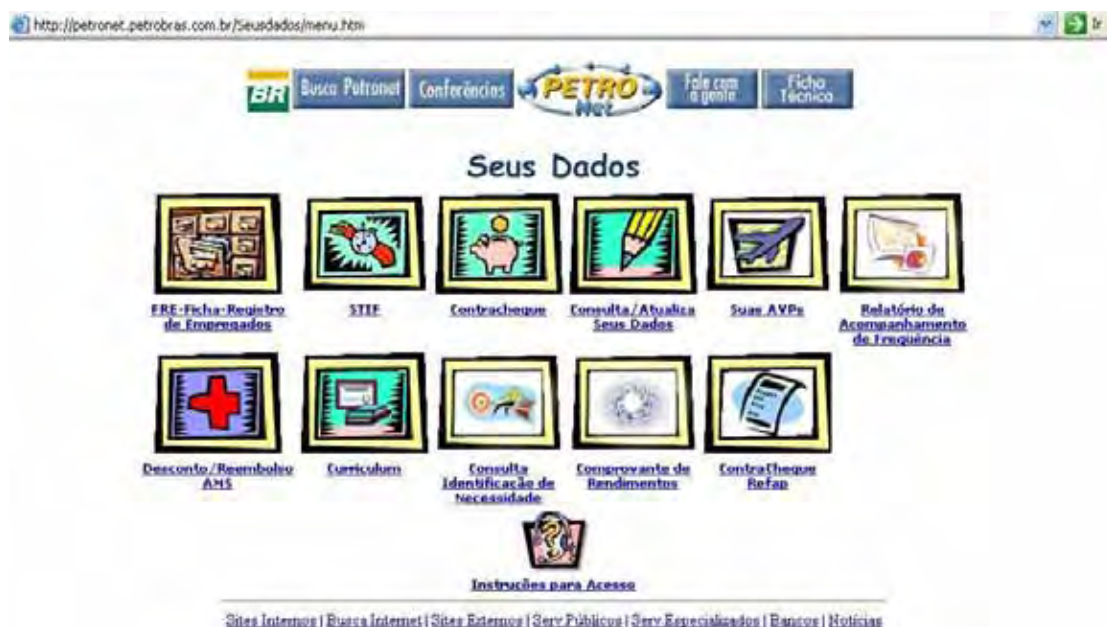 http://petronet.petrobras.com.br/Seusdados/menu.htm
Ir
BR
Busca Petronet
Conferências
PETRO
Net
Fale com
a gente
Ficha
Técnica
Seus Dados
FRE-Ficha-Registro
de Empregados
STIF
Contracheque
Consulta/Atualiza
Seus Dados
Suas AVPs
Relatório de
Acompanhamento
de Frequência
Desconto/Reembolso
AMS
Curriculum
Consulta
Identificação de
Necessidade
Comprovante de
Rendimentos
ContraCheque
Refap
Instruções para Acesso
Sites Internos | Busca Internet | Sites Externos | Serv Públicos | Serv Especializados | Bancos | Notícias